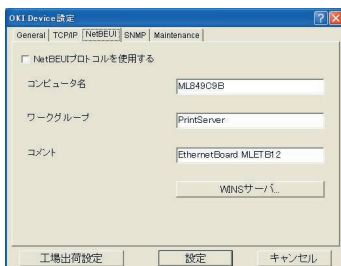 OKI Device設定
General TCP/IP NetBEUI SNMP Maintenance
NetBEUIプロトコルを使用する
コンピュータ名 ML849C9B
ワークグループ PrintServer
コメント EthernetBoard MLETB12
WINSサーバ...
工場出荷設定 設定 キャンセル